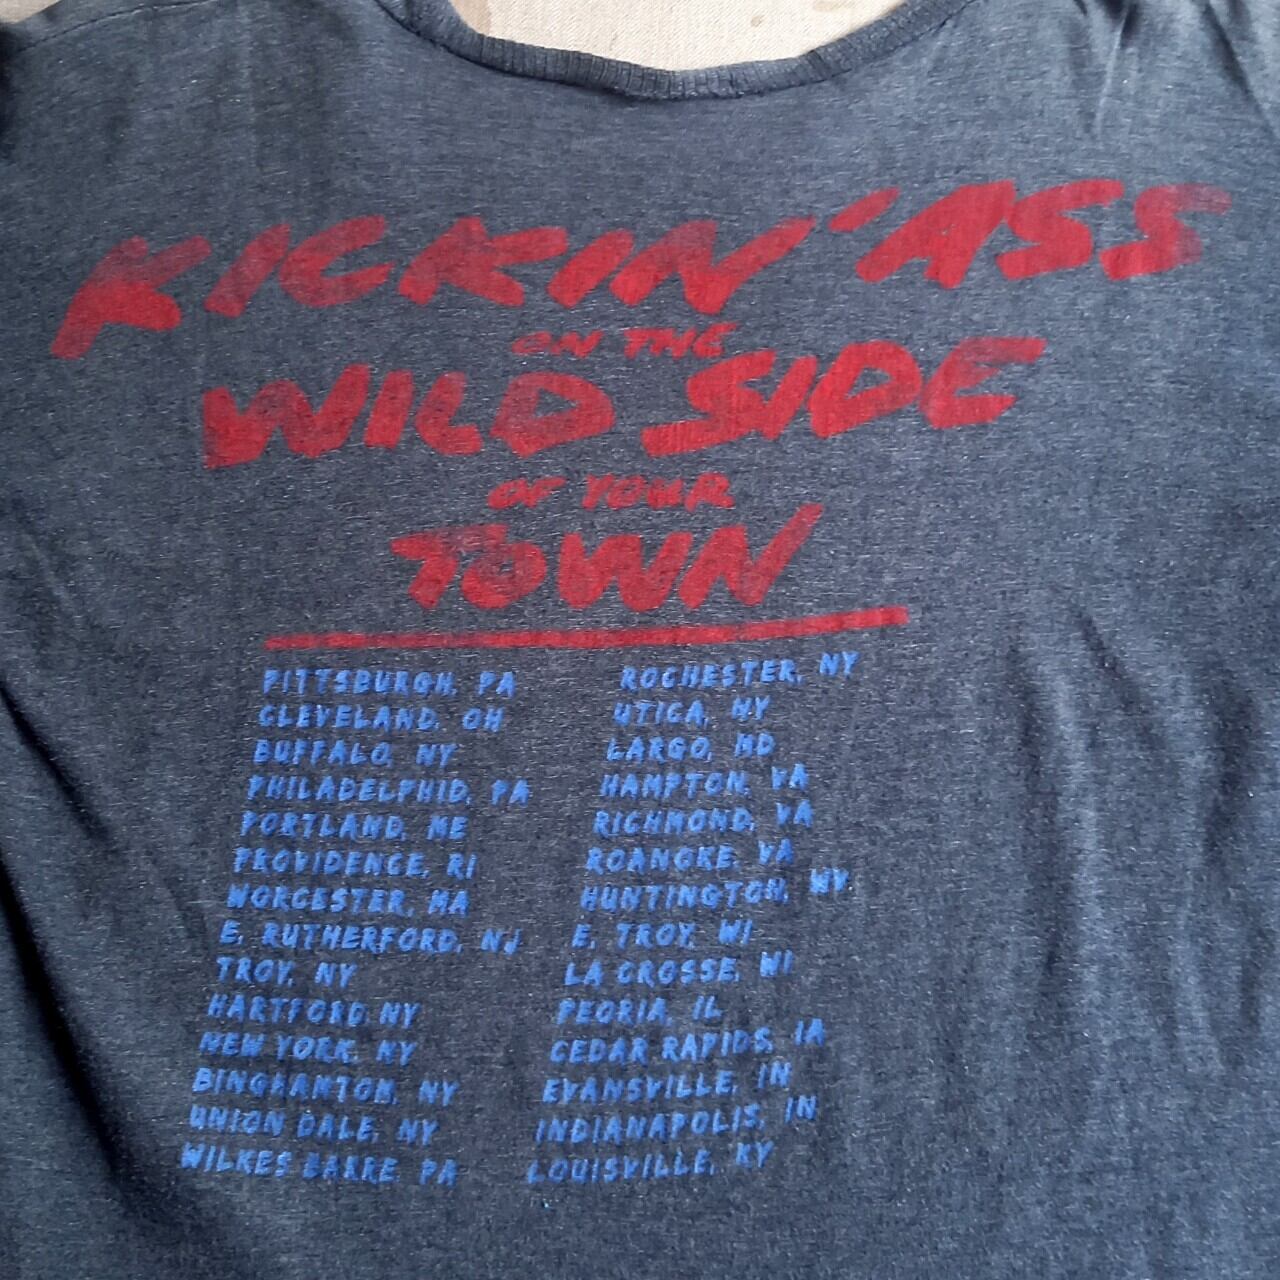 KICKIN' ASS
ON THE
WILD SIDE
OF YOUR
TOWN
PITTSBURGH, PA
CLEVELAND, OH
BUFFALO, NY
PHILADELPHID, PA
PORTLAND, ME
PROVIDENCE, RI
WORCESTER, MA
E. RUTHERFORD, NJ
TROY, NY
HARTFORD, NY
NEW YORK, NY
BINGHAMTON, NY
UNION DALE, NY
WILKES BARRE, PA
ROCHESTER, NY
UTICA, NY
LARGO, MD
HAMPTON, VA
RICHMOND, VA
ROANOKE, VA
HUNTINGTON, WV
E. TROY, WI
LA CROSSE, WI
PEORIA, IL
CEDAR RAPIDS, IA
EVANSVILLE, IN
INDIANAPOLIS, IN
LOUISVILLE, KY